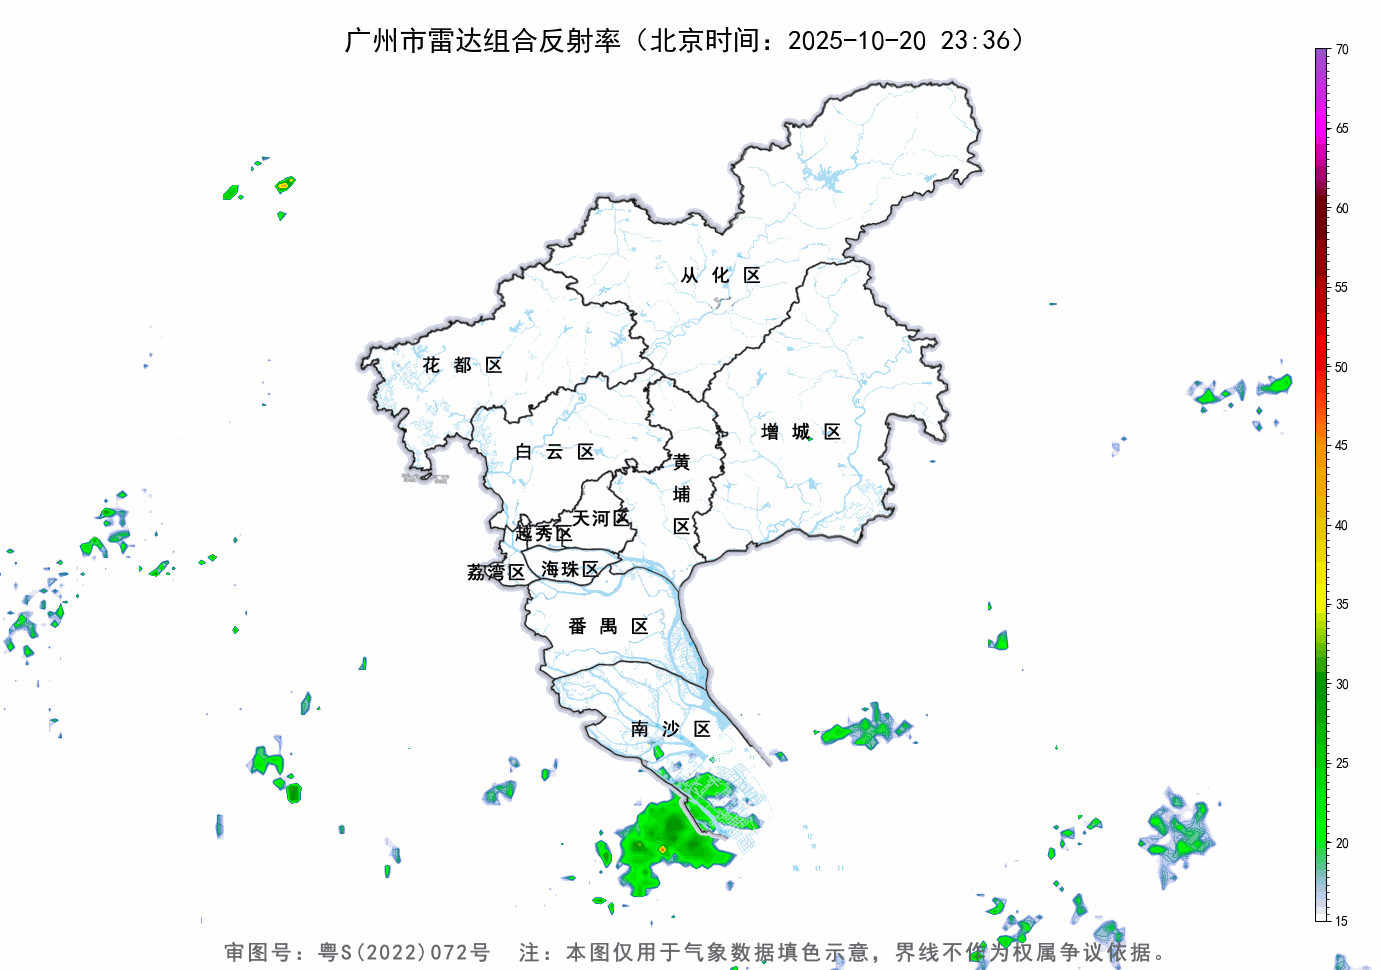 广州市雷达组合反射率（北京时间：2025-10-20 23:36）
70
65
60
55
50
45
40
35
30
25
20
15
从化区
花都区
增城区
白云区
黄埔区
天河区
越秀区
荔湾区
海珠区
番禺区
南沙区
审图号：粤S(2022)072号 注：本图仅用于气象数据填色示意，界线不作为权属争议依据。